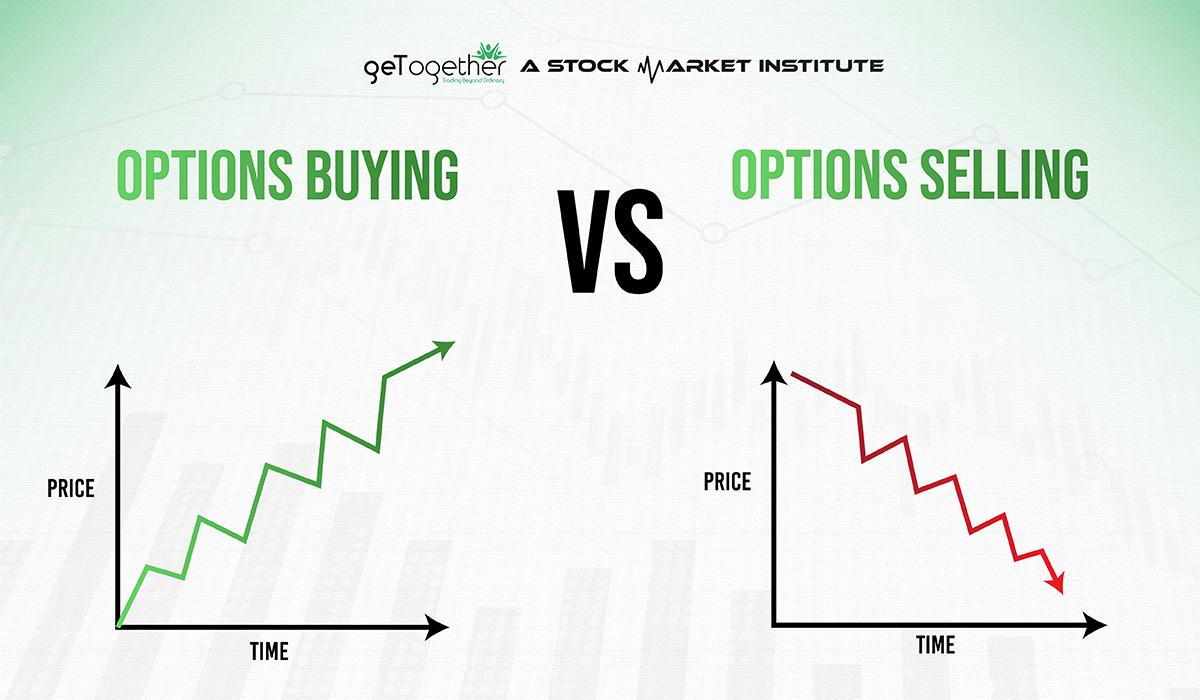 geTogether A STOCK MARKET INSTITUTE
Trading Beyond Ordinary
OPTIONS BUYING
VS
OPTIONS SELLING
PRICE
TIME
PRICE
TIME